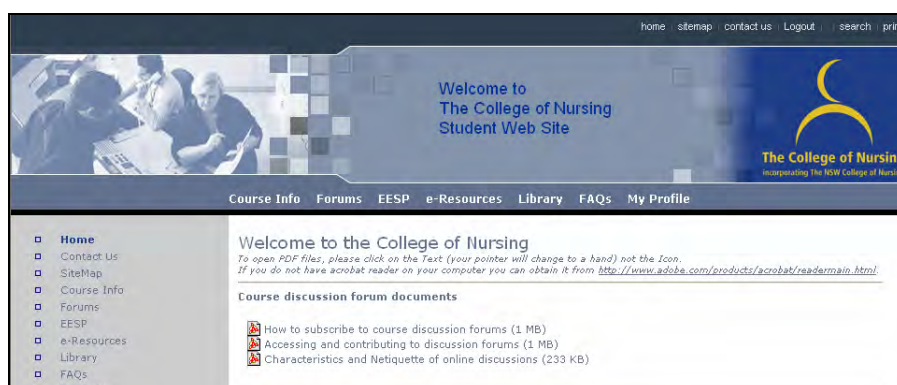 home sitemap contact us Logout search
Welcome to
The College of Nursing
Student Web Site
The College of
incorporating The NSW College of
Course Info Forums EESP e-Resources Library FAQs My Profile
Home
Contact Us
SiteMap
Course Info
Forums
EESP
e-Resources
Library
FAQs
Welcome to the College of Nursing
To open PDF files, please click on the Text (your pointer will change to a hand) not the Icon.
If you do not have acrobat reader on your computer you can obtain it from http://www.adobe.com/products/acrobat/readermain.html.
Course discussion forum documents
How to subscribe to course discussion forums (1 MB)
Accessing and contributing to discussion forums (1 MB)
Characteristics and Netiquette of online discussions (233 KB)